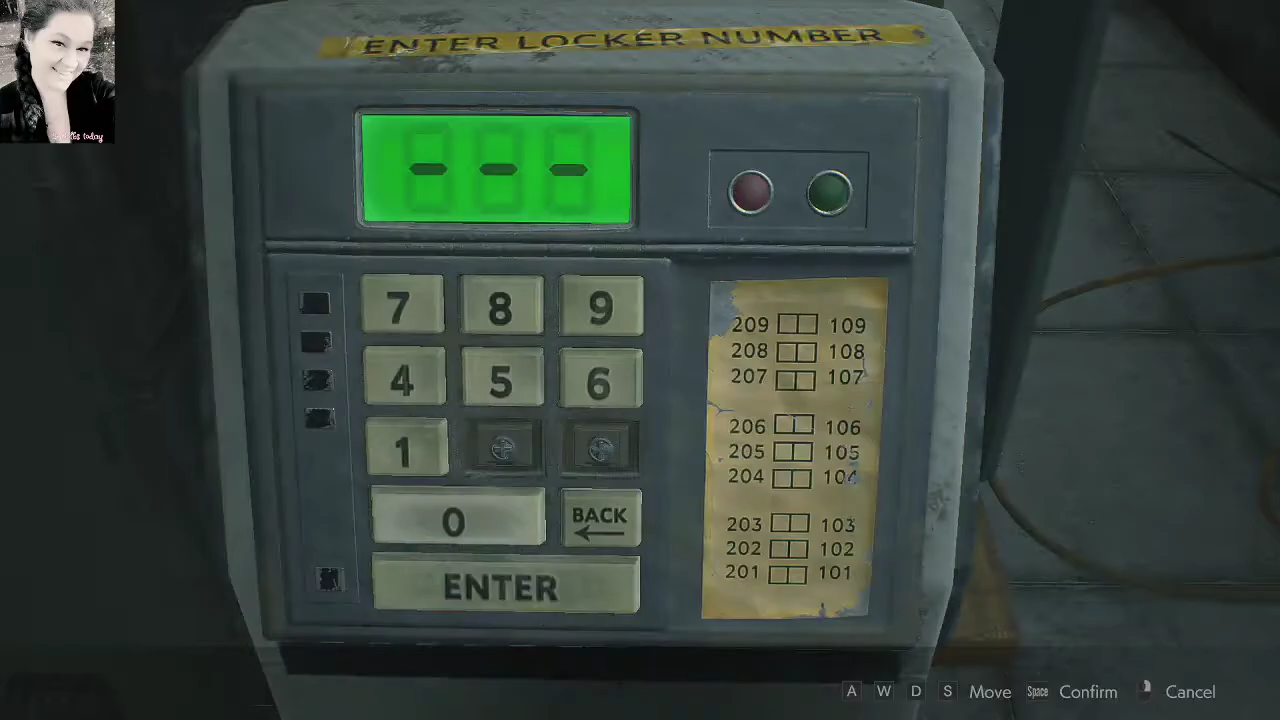 ENTER LOCKER NUMBER
- - -
7 8 9
4 5 6
1
0 BACK
ENTER
209 109
208 108
207 107
206 106
205 105
204 104
203 103
202 102
201 101
A W D S Move Space Confirm Cancel